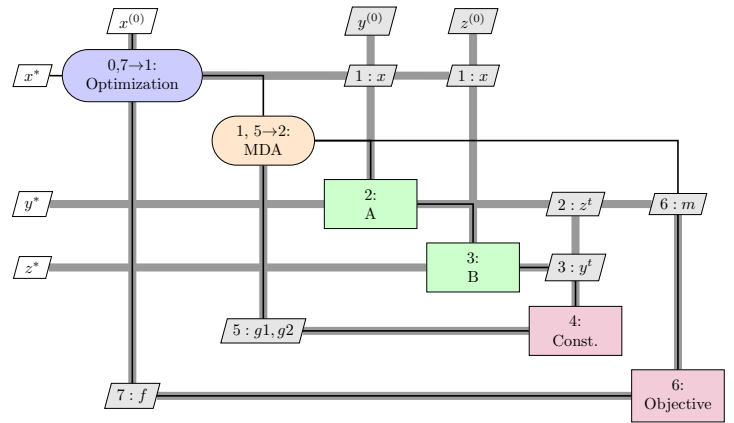 x^{(0)}
y^{(0)}
z^{(0)}
x*
0,7→1:
Optimization
1 : x
1 : x
1, 5→2:
MDA
y*
2:
A
2 : z^t
6 : m
z*
3:
B
3 : y^t
5 : g1, g2
4:
Const.
7 : f
6:
Objective